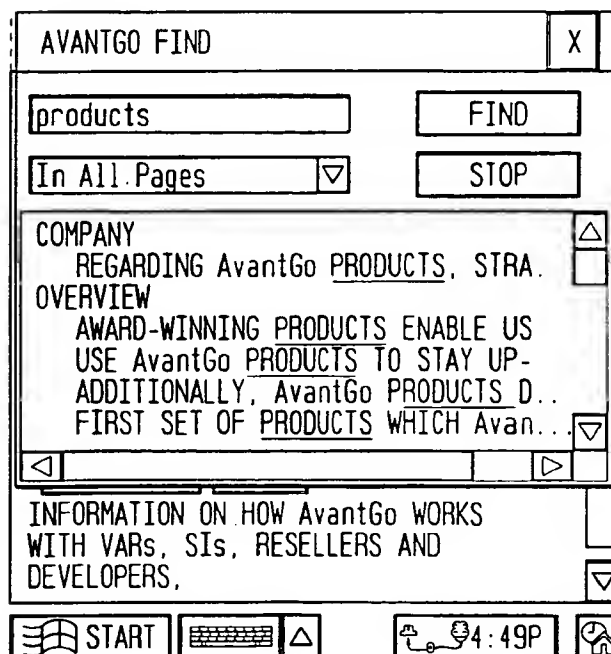 AVANTGO FIND X
products FIND
In All Pages STOP
COMPANY
REGARDING AvantGo PRODUCTS, STRA.
OVERVIEW
AWARD-WINNING PRODUCTS ENABLE US
USE AvantGo PRODUCTS TO STAY UP-
ADDITIONALLY, AvantGo PRODUCTS D..
FIRST SET OF PRODUCTS WHICH Avan...
INFORMATION ON HOW AvantGo WORKS
WITH VARs, SIs, RESELLERS AND
DEVELOPERS,
START 4:49P